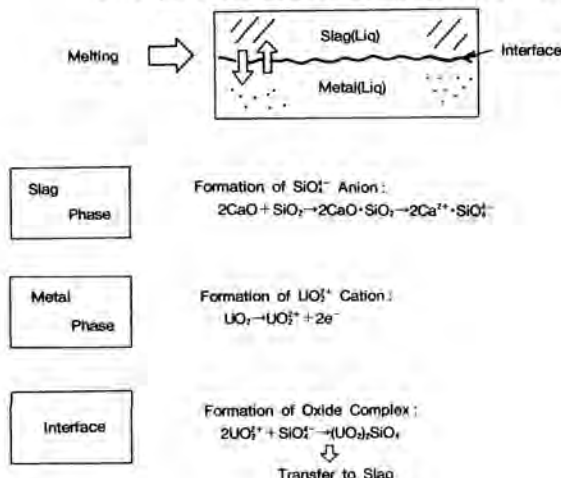 Slag(Liq)
Melting
Interface
Metal(Liq)
Slag
Phase
Formation of SiO₄⁴⁻ Anion :
2CaO + SiO₂→2CaO·SiO₂→2Ca²⁺·SiO₄⁴⁻
Metal
Phase
Formation of UO₂²⁺ Cation :
UO₂→UO₂²⁺ + 2e⁻
Interface
Formation of Oxide Complex :
2UO₂²⁺ + SiO₄⁴⁻→(UO₂)₂SiO₄
Transfer to Slag